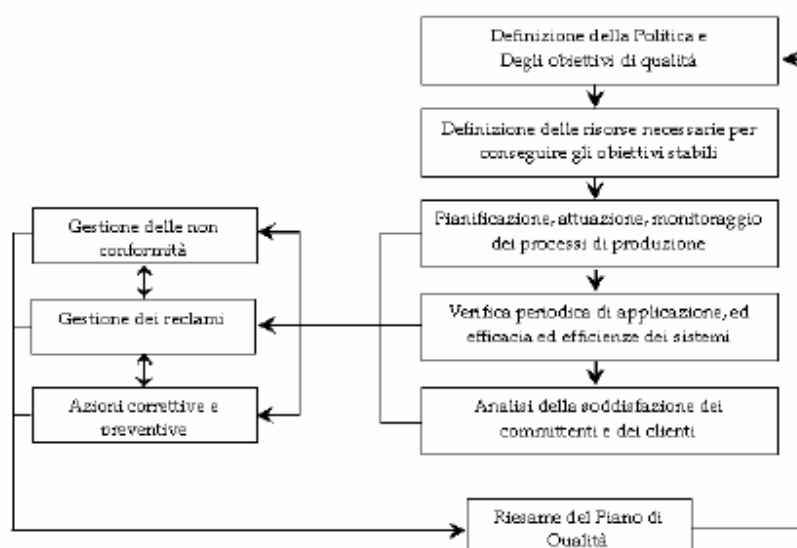 Definizione della Politica e
Degli obiettivi di qualità
Definizione delle risorse necessarie per
conseguire gli obiettivi stabili
Pianificazione, attuazione, monitoraggio
dei processi di produzione
Gestione delle non
conformità
Verifica periodica di applicazione, ed
efficacia ed efficienze dei sistemi
Gestione dei reclami
Analisi della soddisfazione dei
committenti e dei clienti
Azioni correttive e
preventive
Riesame del Piano di
Qualità